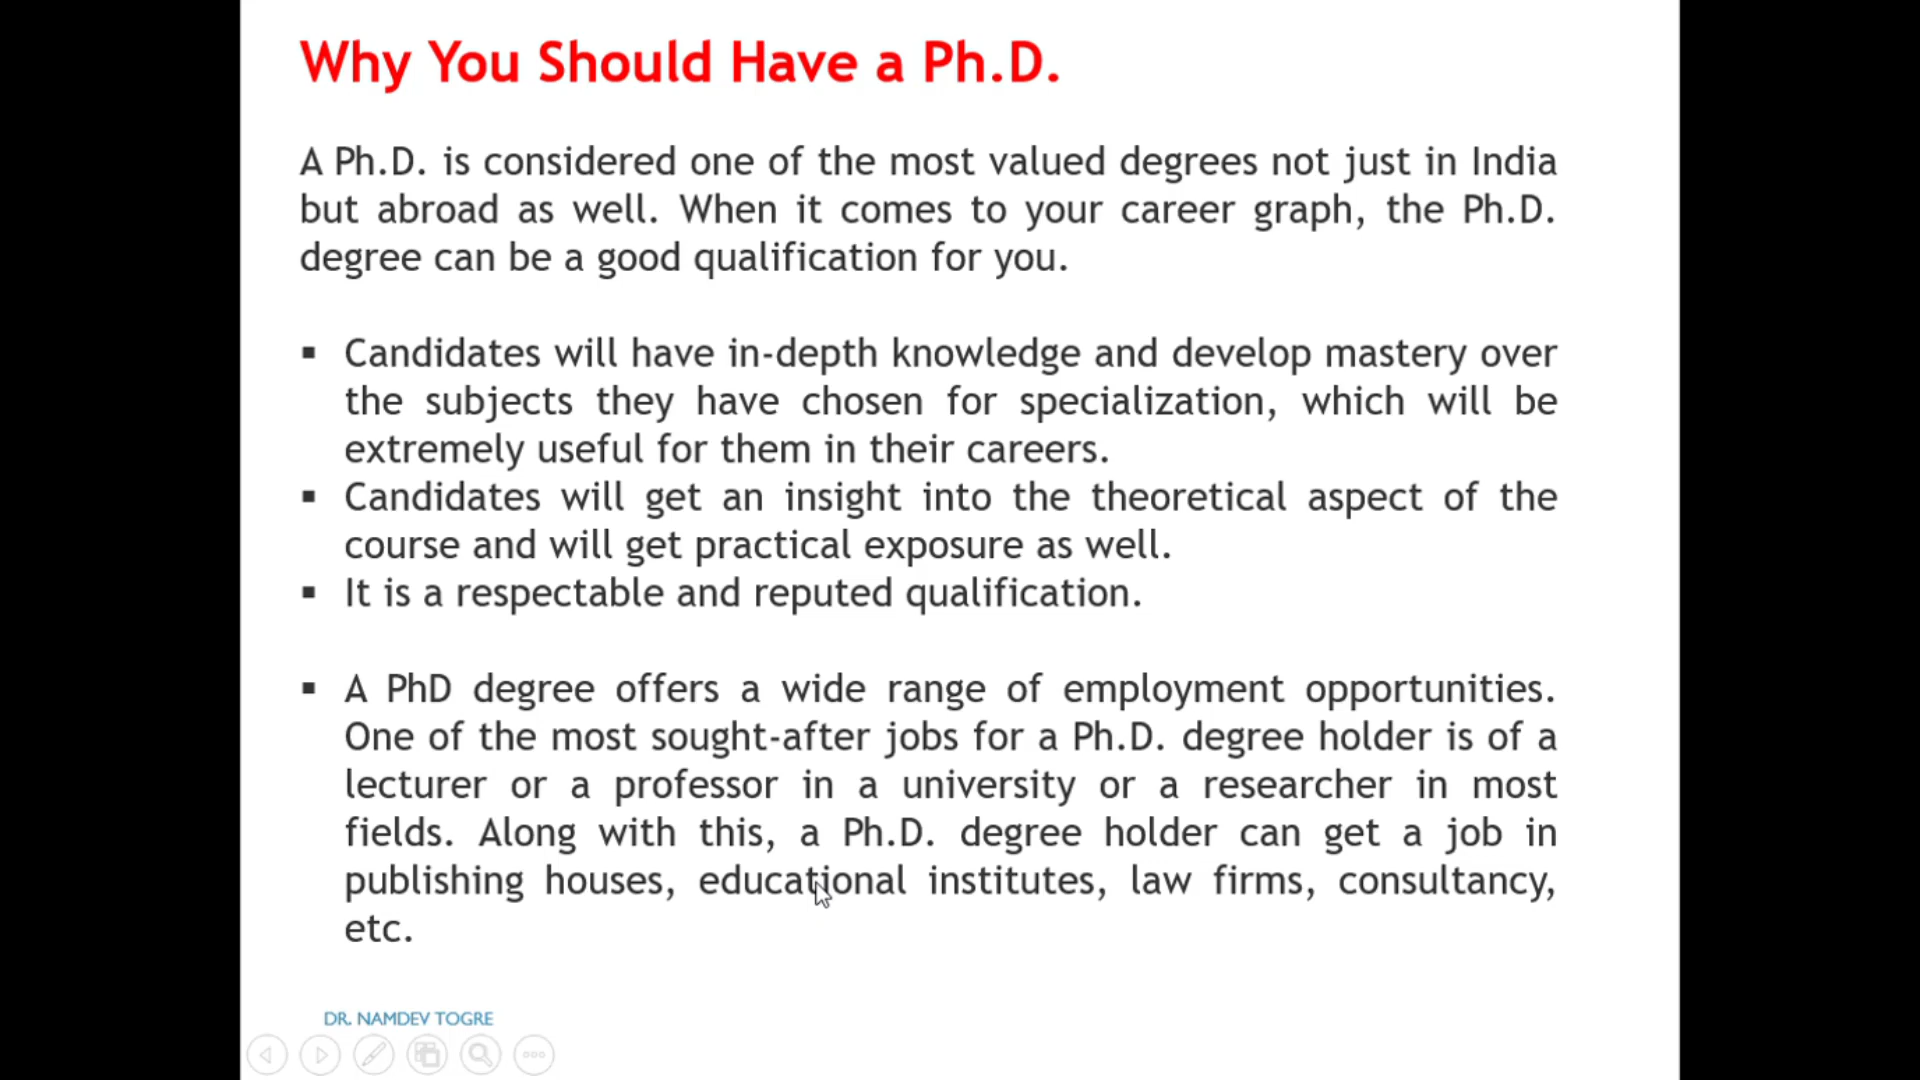 Why You Should Have a Ph.D.
A Ph.D. is considered one of the most valued degrees not just in India
but abroad as well. When it comes to your career graph, the Ph.D.
degree can be a good qualification for you.
▪ Candidates will have in-depth knowledge and develop mastery over
the subjects they have chosen for specialization, which will be
extremely useful for them in their careers.
▪ Candidates will get an insight into the theoretical aspect of the
course and will get practical exposure as well.
▪ It is a respectable and reputed qualification.
▪ A PhD degree offers a wide range of employment opportunities.
One of the most sought-after jobs for a Ph.D. degree holder is of a
lecturer or a professor in a university or a researcher in most
fields. Along with this, a Ph.D. degree holder can get a job in
publishing houses, educational institutes, law firms, consultancy,
etc.
DR. NAMDEV TOGRE